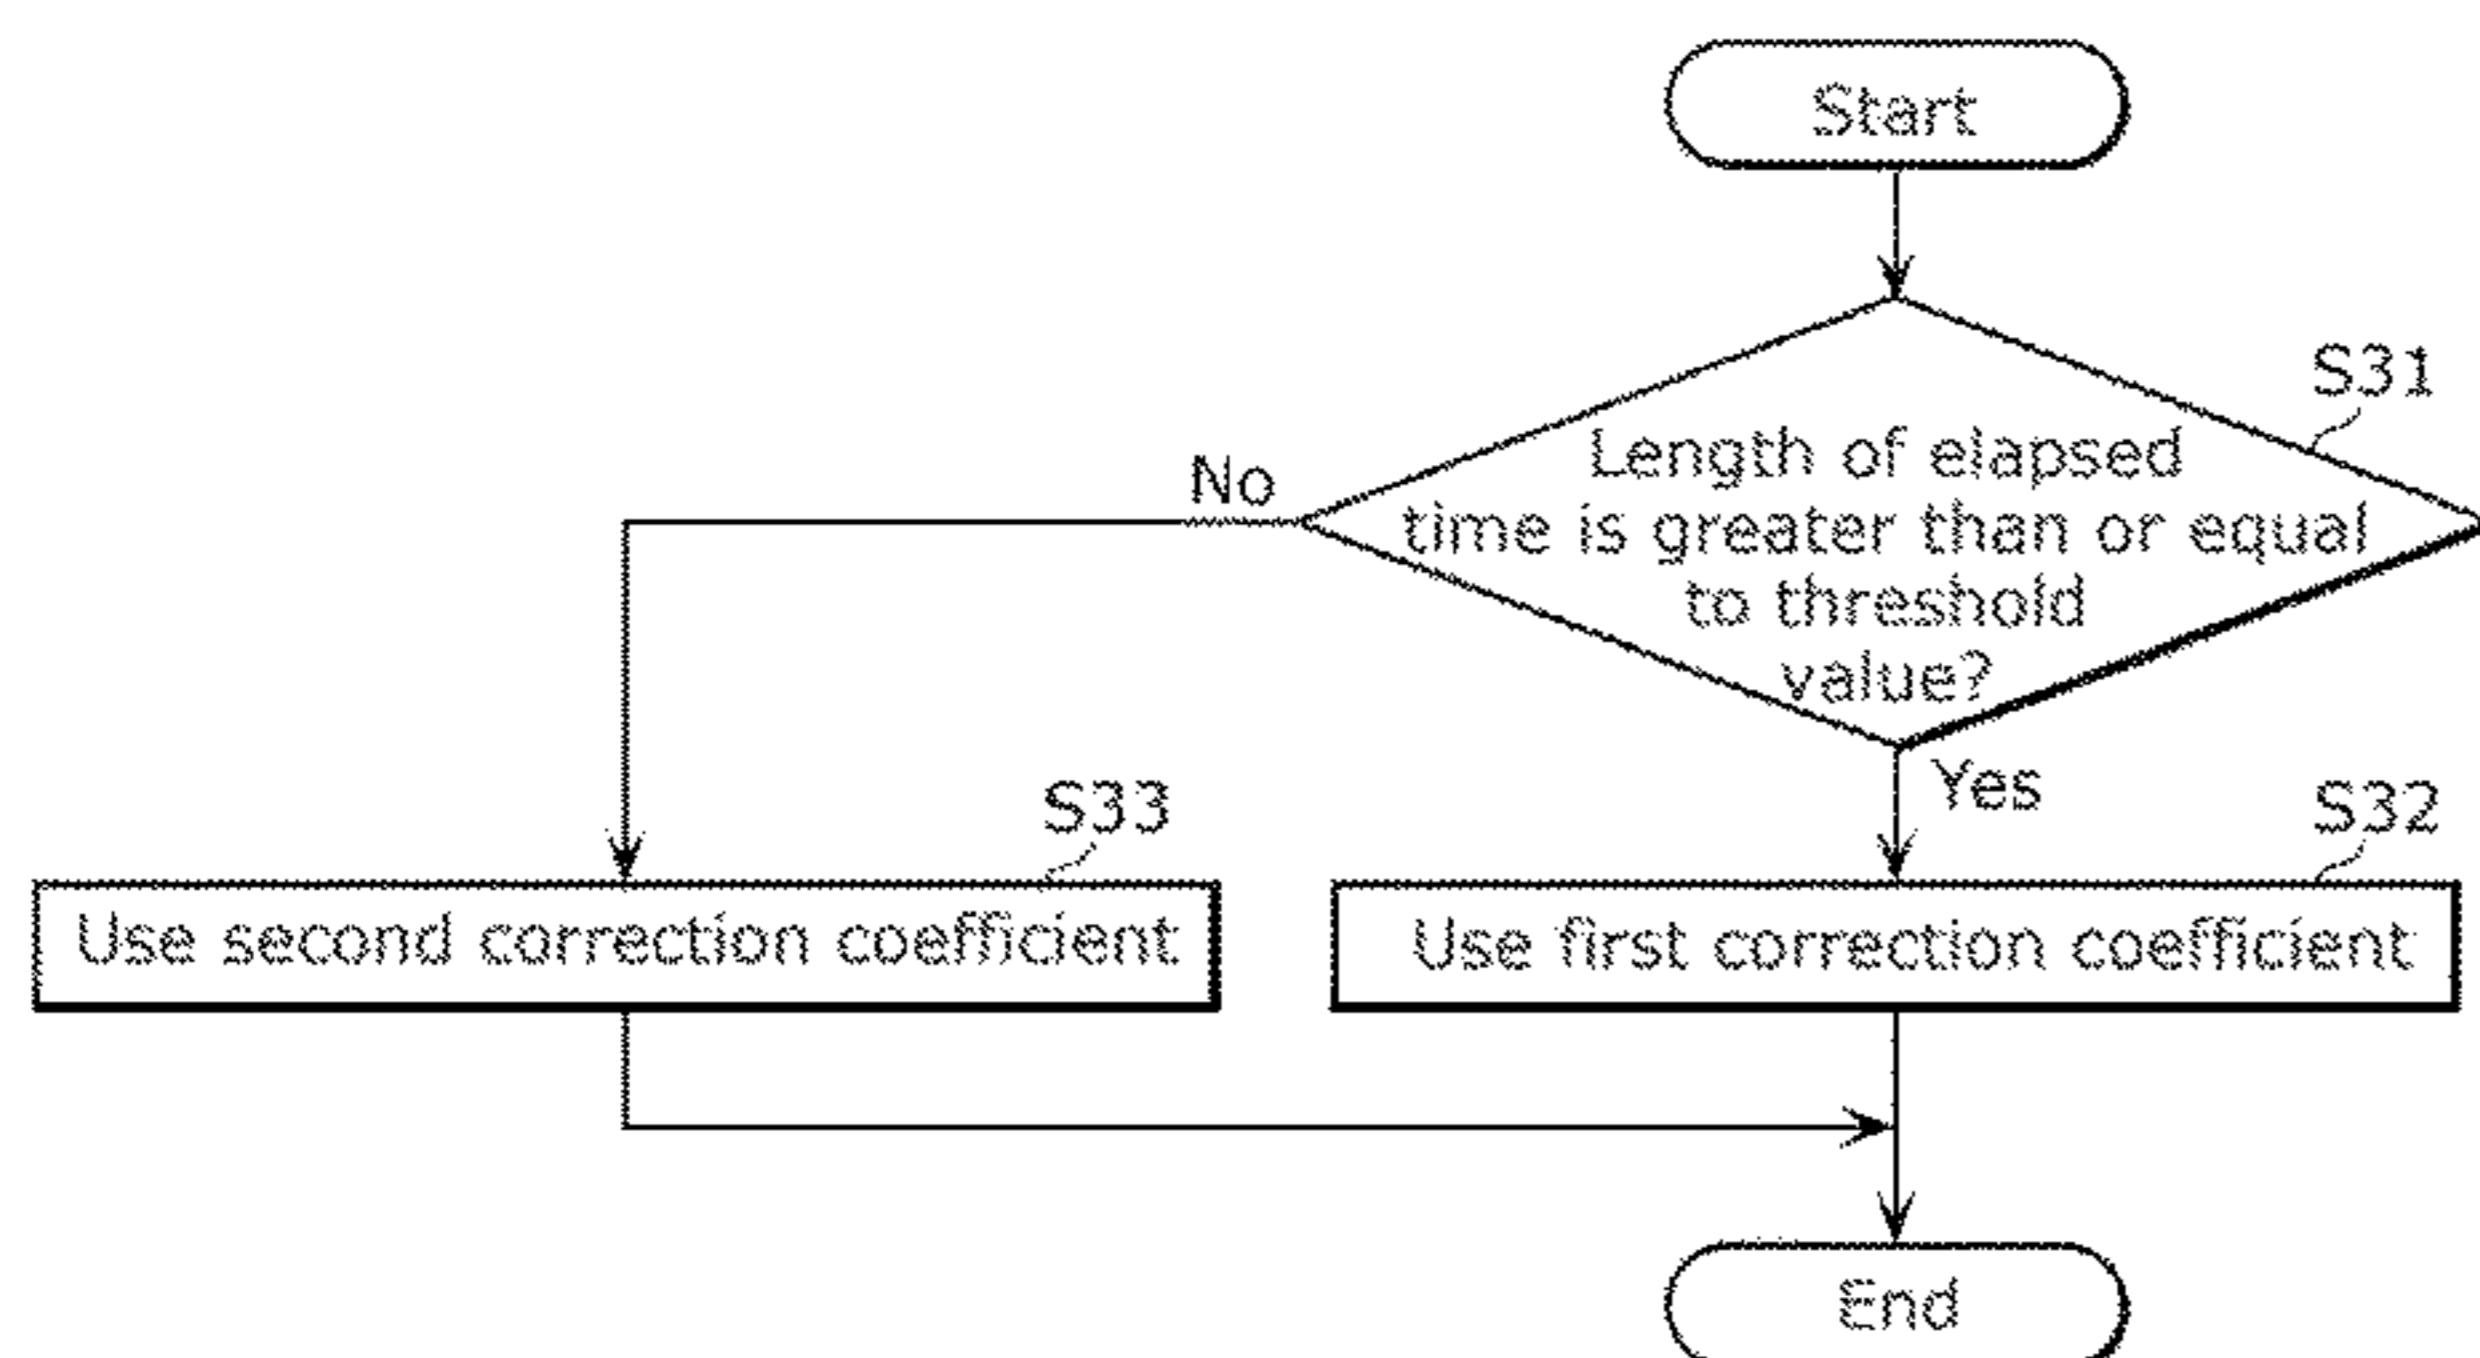 Start
S31
Length of elapsed
time is greater than or equal
to threshold
value?
No
Yes
S33
S32
Use second correction coefficient
Use first correction coefficient
End